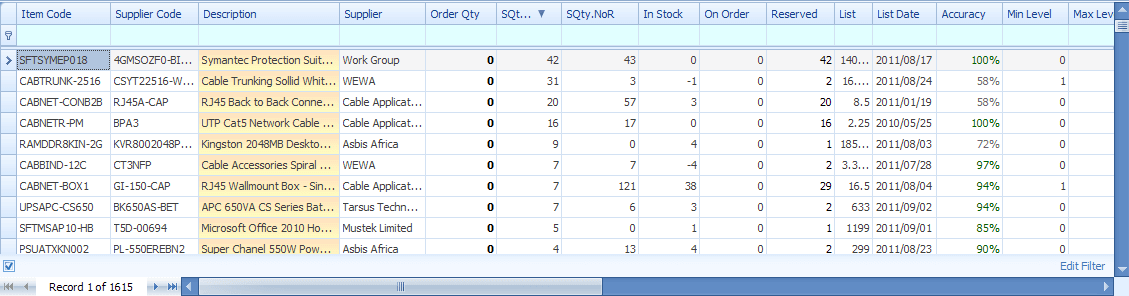 Item Code Supplier Code Description Supplier Order Qty SQt... SQty.NoR In Stock On Order Reserved List List Date Accuracy Min Level Max Lev
SFTSYMEP018 4GMSOZF0-BI... Symantec Protection Suit... Work Group 0 42 43 0 0 42 140... 2011/08/17 100% 0
CABTRUNK-2516 CSYT22516-W... Cable Trunking Sollid Whit... WEWA 0 31 3 -1 0 2 16.... 2011/08/24 58% 1
CABNET-CONB2B RJ45A-CAP RJ45 Back to Back Conne... Cable Applicat... 0 20 57 3 0 20 8.5 2011/01/19 58% 0
CABNETR-PM BPA3 UTP Cat5 Network Cable ... Cable Applicat... 0 16 17 0 0 16 2.25 2010/05/25 100% 0
RAMDDR8KIN-2G KVR8002048P... Kingston 2048MB Deskto... Asbis Africa 0 9 0 4 0 1 185... 2011/08/03 72% 0
CABBIND-12C CT3NFP Cable Accessories Spiral ... WEWA 0 7 7 -4 0 2 3.3... 2011/07/28 97% 0
CABNET-BOX1 GI-150-CAP RJ45 Wallmount Box - Sin... Cable Applicat... 0 7 121 38 0 29 16.5 2011/08/04 94% 1
UPSAPC-CS650 BK650AS-BET APC 650VA CS Series Bat... Tarsus Techn... 0 7 6 3 0 2 633 2011/09/02 94% 0
SFTMSAP10-HB T5D-00694 Microsoft Office 2010 Ho... Mustek Limited 0 5 0 1 0 1 1199 2011/09/01 85% 0
PSUATXKN002 PL-550EREBN2 Super Chanel 550W Pow... Asbis Africa 0 4 13 4 0 2 299 2011/08/23 90% 0
Edit Filter
Record 1 of 1615